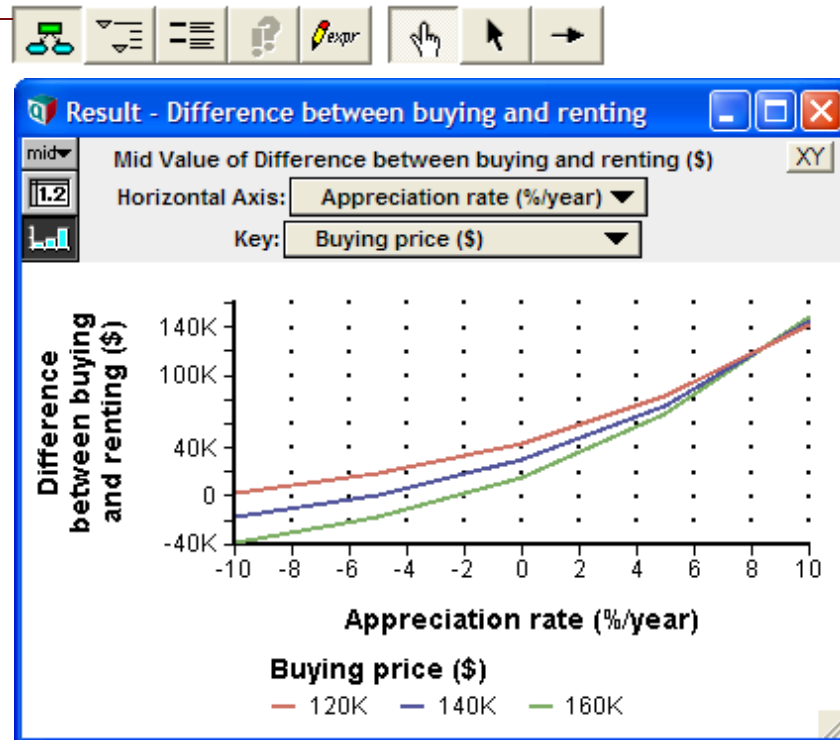 expr
Result - Difference between buying and renting
mid
Mid Value of Difference between buying and renting ($)
XY
1.2
Horizontal Axis: Appreciation rate (%/year)
Key: Buying price ($)
Difference
between buying
and renting ($)
140K
100K
40K
0
-40K
-10 -8 -6 -4 -2 0 2 4 6 8 10
Appreciation rate (%/year)
Buying price ($)
120K 140K 160K